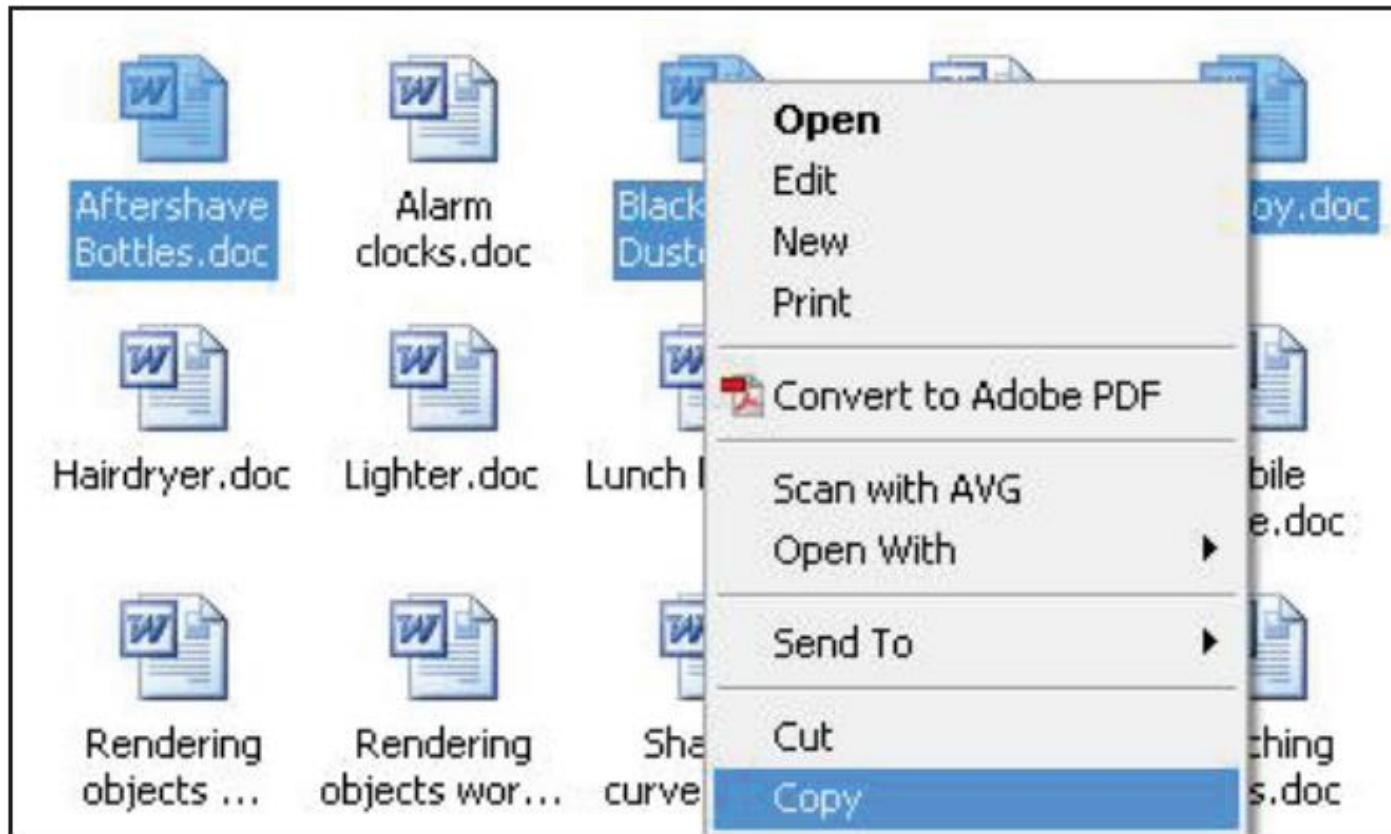 Aftershave
Bottles.doc
Alarm
clocks.doc
Black
oy.doc
Hairdryer.doc
Lighter.doc
Lunch
bile
e.doc
Rendering
objects ...
Rendering
objects wor...
Sha
curve
ching
s.doc
Open
Edit
New
Print
Convert to Adobe PDF
Scan with AVG
Open With
Send To
Cut
Copy